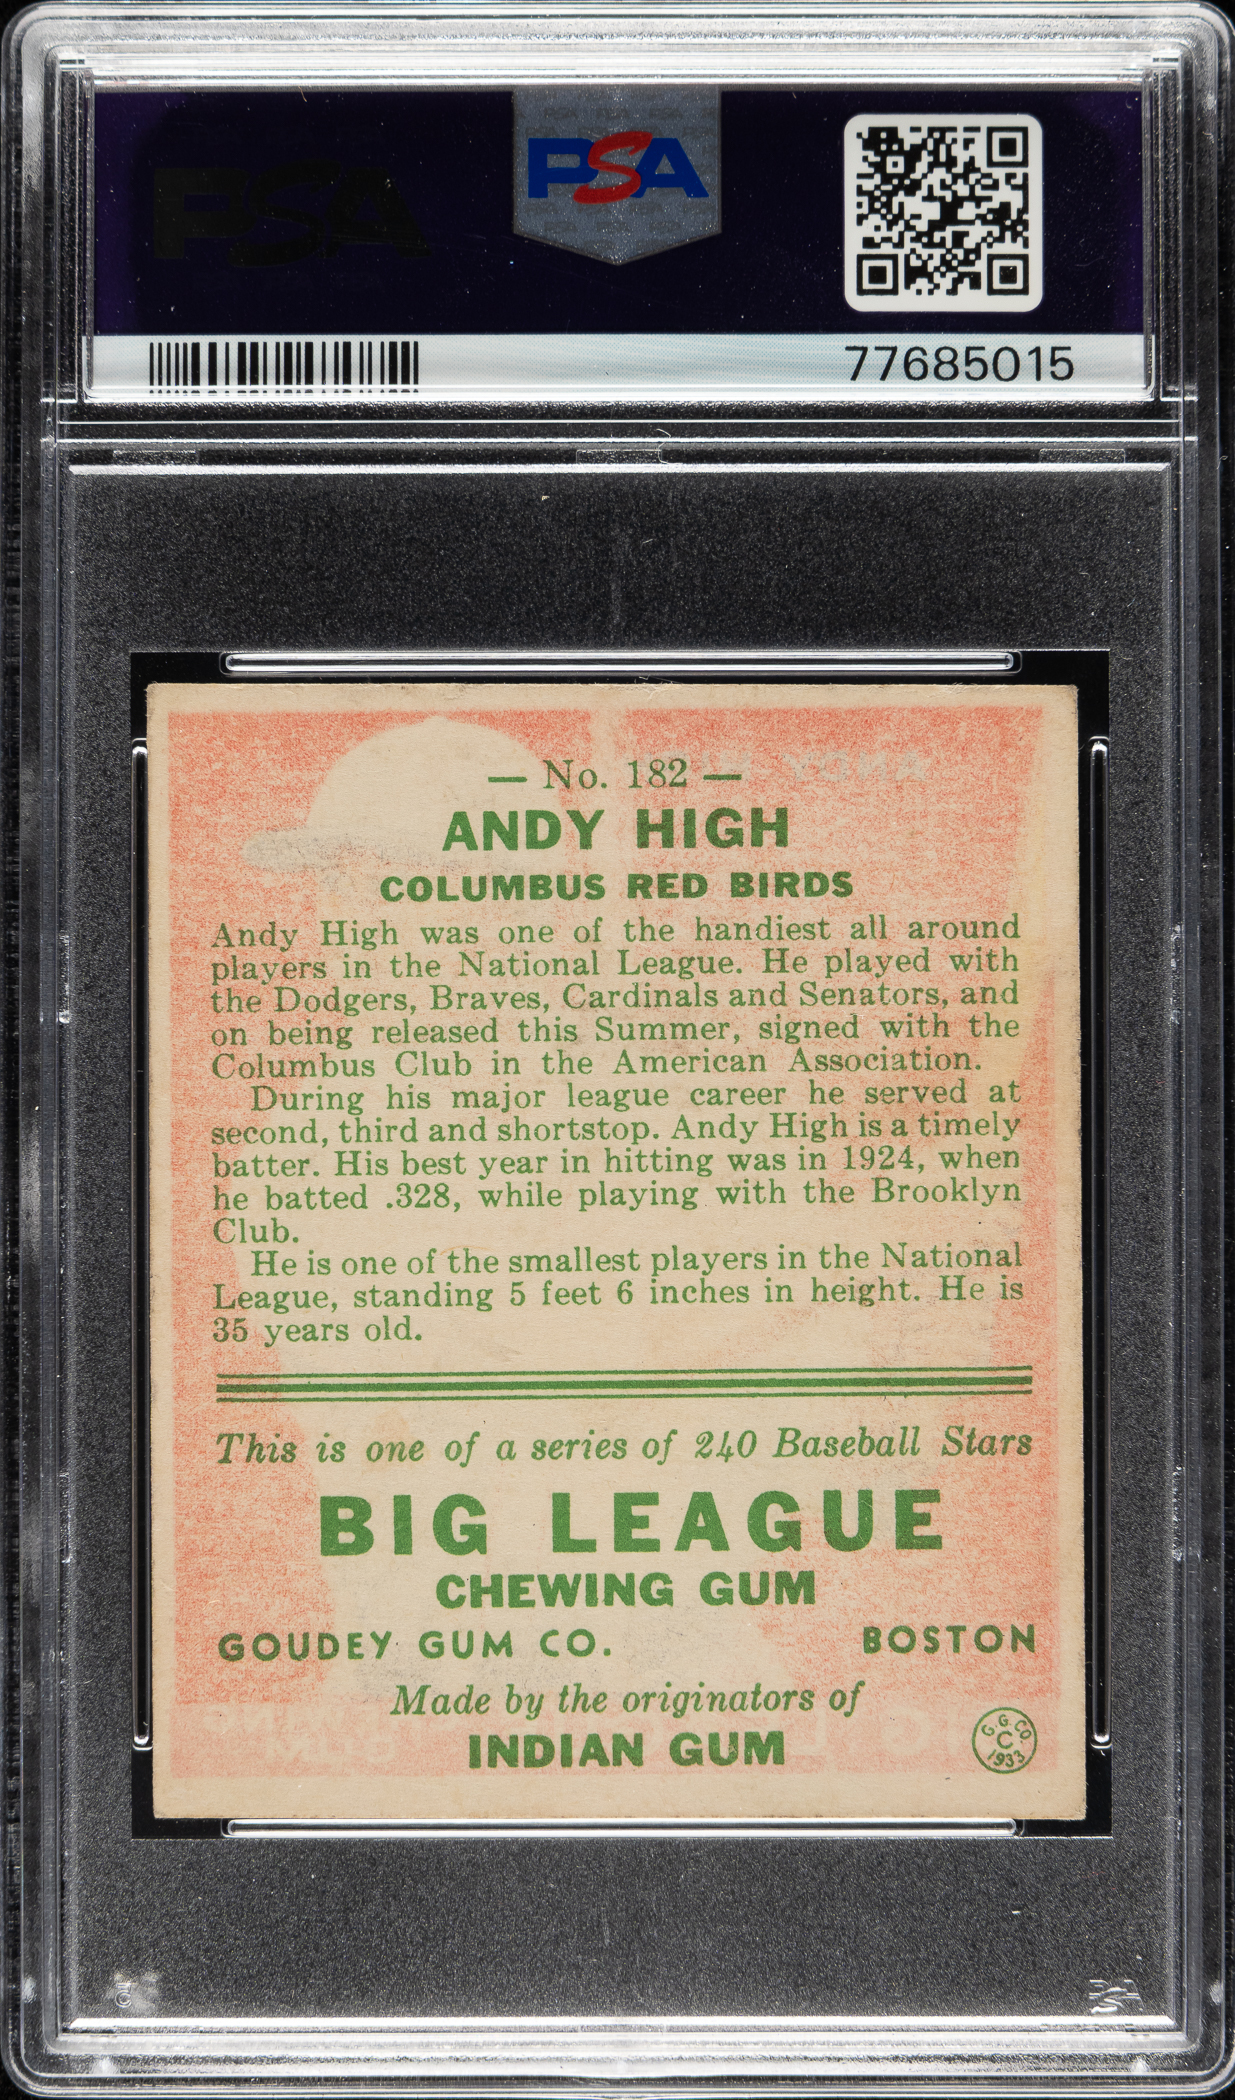 PSA
PSA
77685015
— No. 182 —
ANDY HIGH
COLUMBUS RED BIRDS
Andy High was one of the handiest all around
players in the National League. He played with
the Dodgers, Braves, Cardinals and Senators, and
on being released this Summer, signed with the
Columbus Club in the American Association.
During his major league career he served at
second, third and shortstop. Andy High is a timely
batter. His best year in hitting was in 1924, when
he batted .328, while playing with the Brooklyn
Club.
He is one of the smallest players in the National
League, standing 5 feet 6 inches in height. He is
35 years old.
This is one of a series of 240 Baseball Stars
BIG LEAGUE
CHEWING GUM
GOUDEY GUM CO. BOSTON
Made by the originators of
INDIAN GUM
G. G. CO.
C
1933
PSA